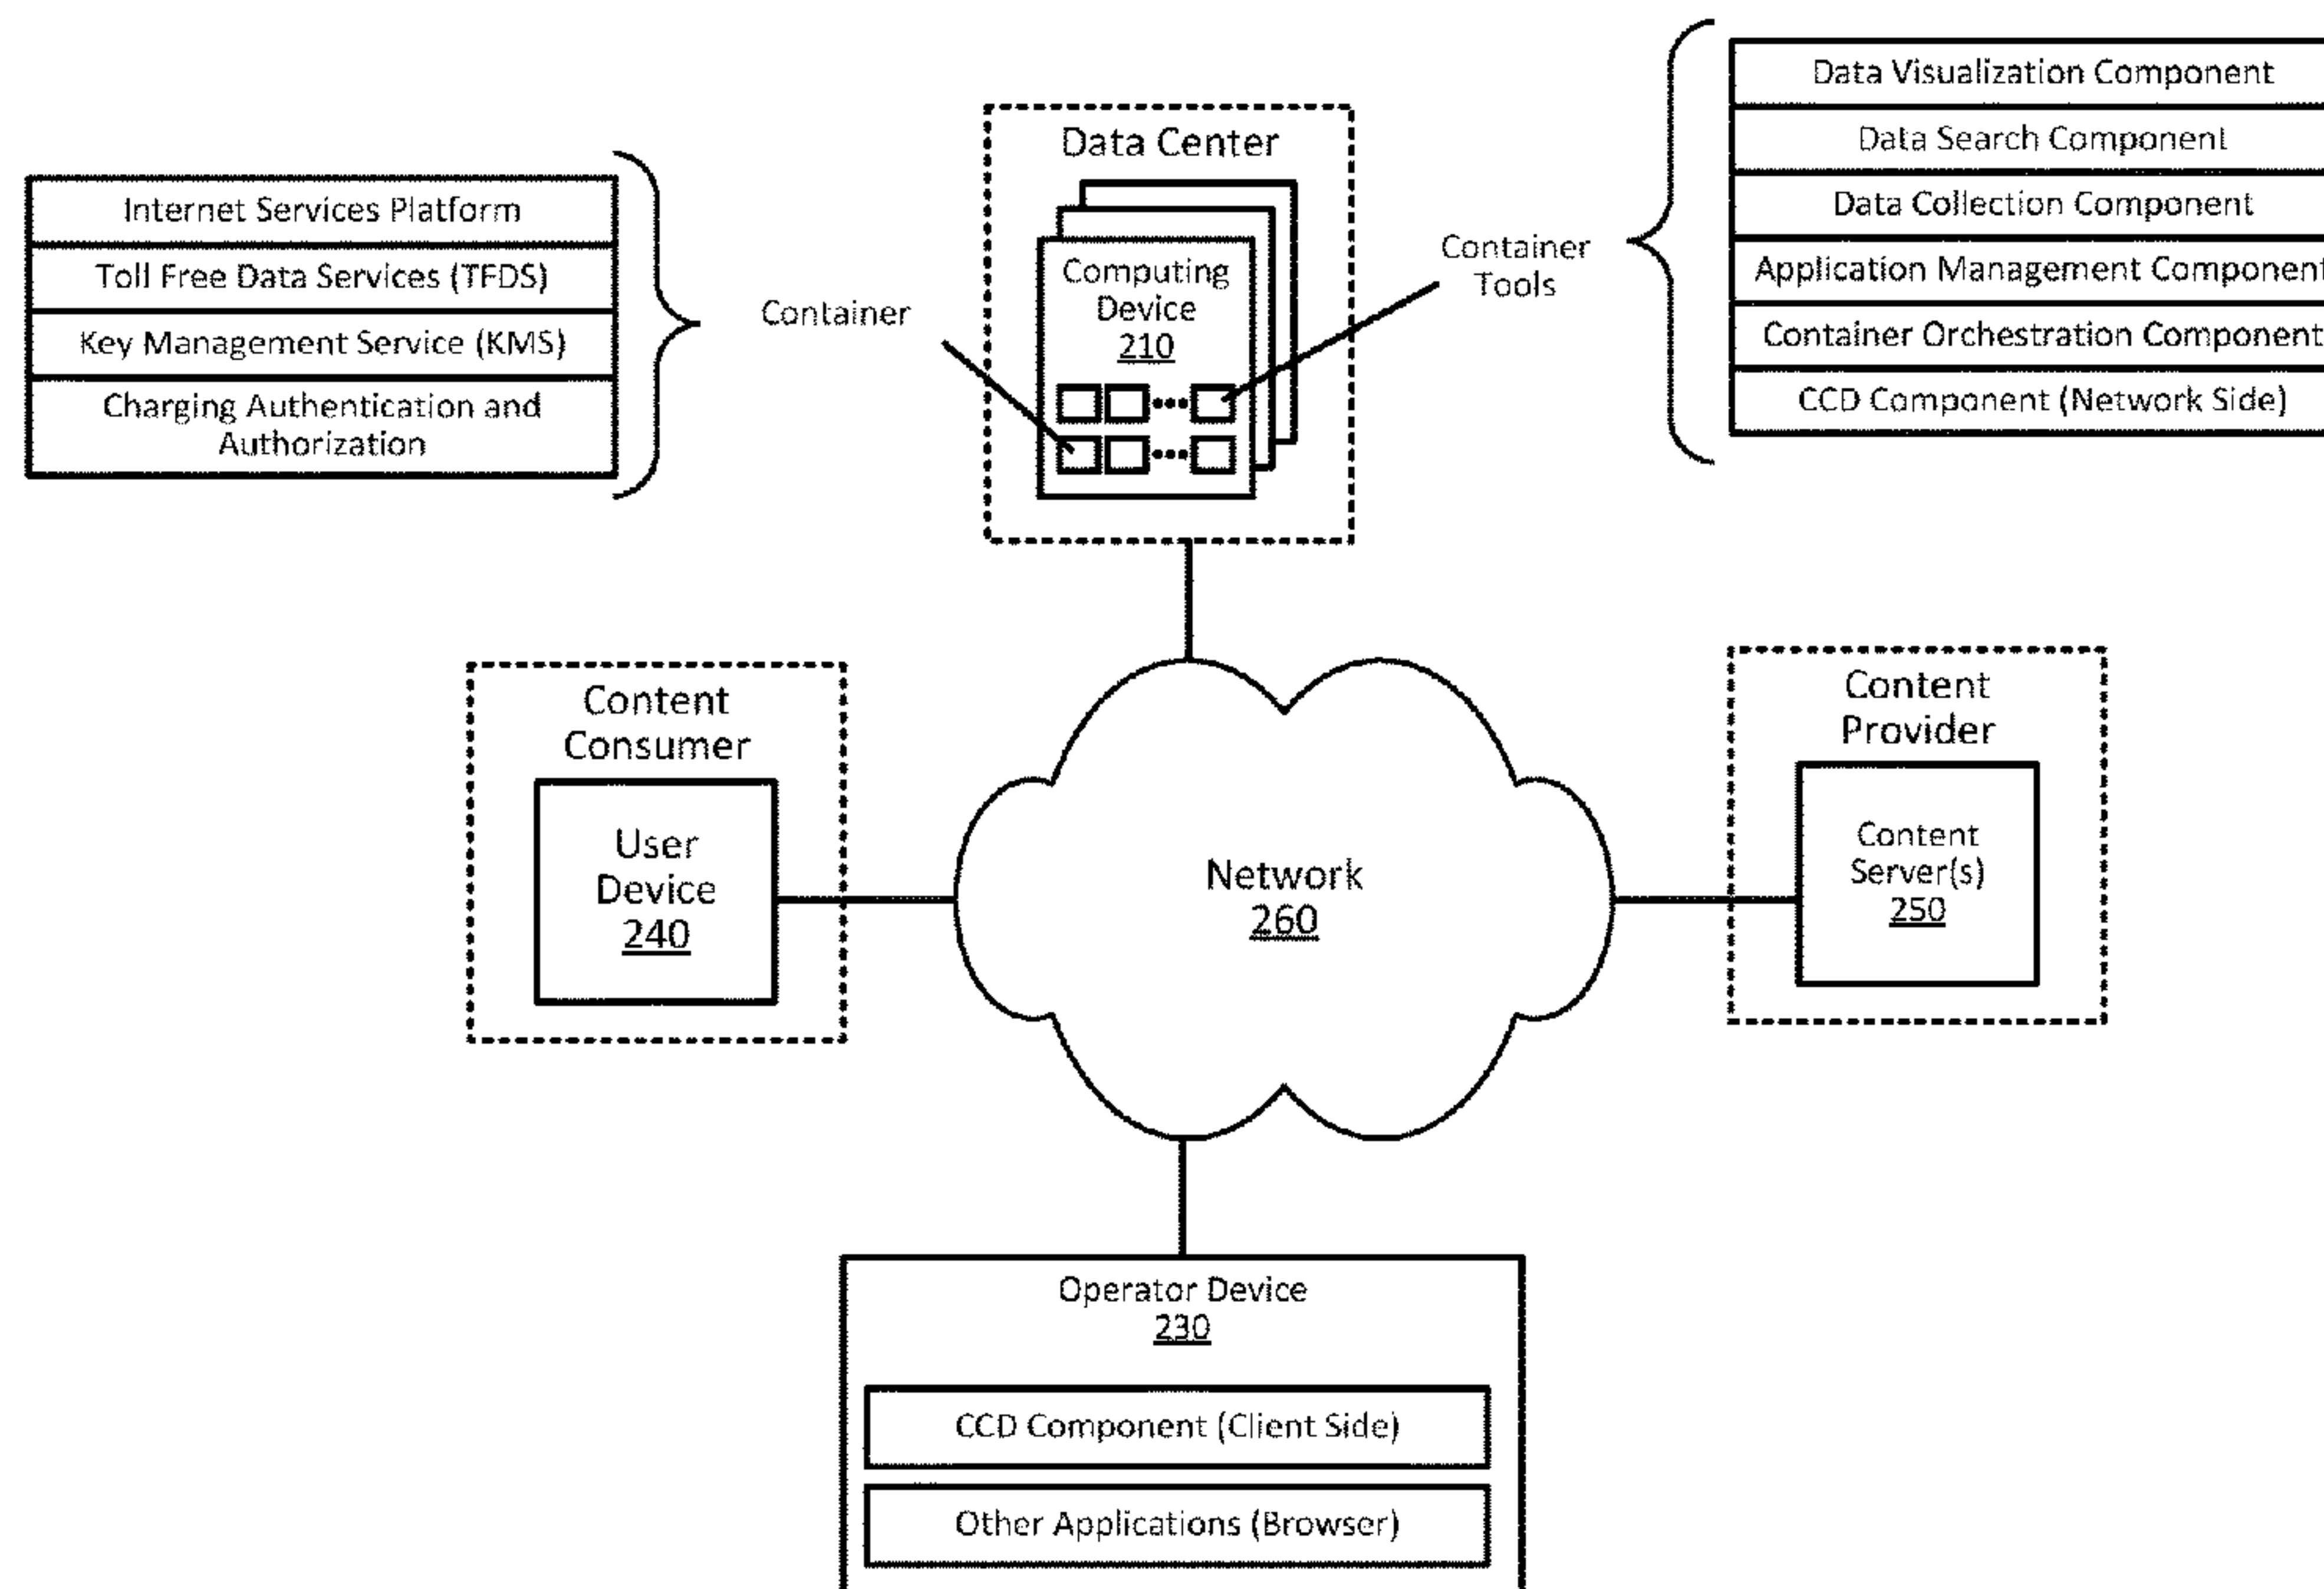 Data Visualization Component
Data Search Component
Data Collection Component
Application Management Component
Container Orchestration Component
CCD Component (Network Side)
Data Center
Internet Services Platform
Toll Free Data Services (TFDS)
Key Management Service (KMS)
Charging Authentication and
Authorization
Container
Computing
Device
210
Container
Tools
Content
Consumer
User
Device
240
Network
260
Content
Provider
Content
Server(s)
250
Operator Device
230
CCD Component (Client Side)
Other Applications (Browser)